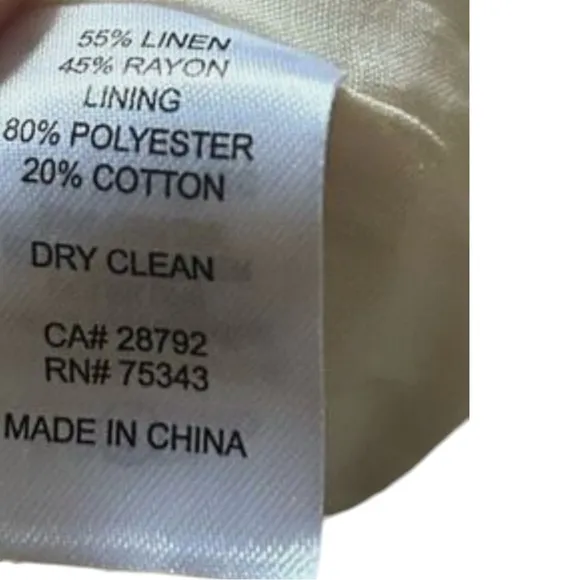 55% LINEN
45% RAYON
LINING
80% POLYESTER
20% COTTON
DRY CLEAN
CA# 28792
RN# 75343
MADE IN CHINA